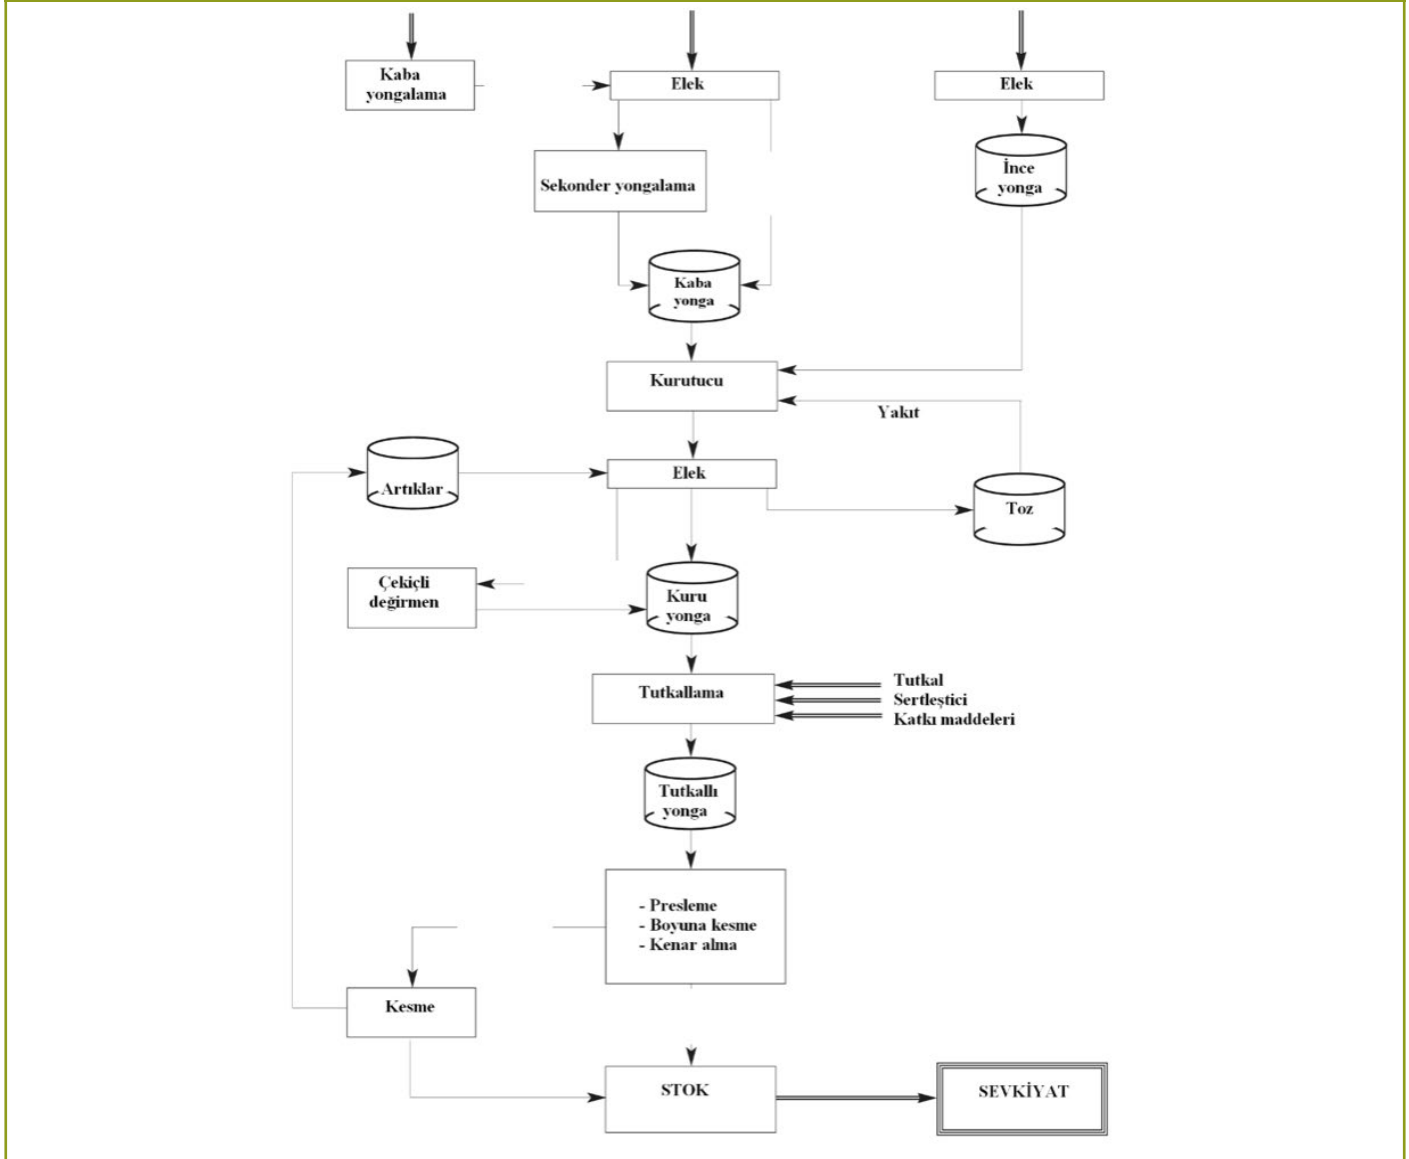 Kaba
yongalama
Elek
Elek
Sekonder yongalama
İnce
yonga
Kaba
yonga
Kurutucu
Yakıt
Artıklar
Elek
Toz
Çekiçli
değirmen
Kuru
yonga
Tutkallama
Tutkal
Sertleştici
Katkı maddeleri
Tutkallı
yonga
- Presleme
- Boyuna kesme
- Kenar alma
Kesme
STOK
SEVKİYAT